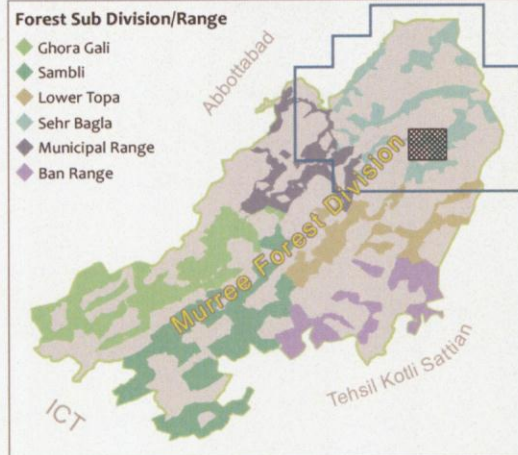 Forest Sub Division/Range
Ghora Gali
Sambli
Lower Topa
Sehr Bagla
Municipal Range
Ban Range
Abbottabad
Murree Forest Division
Tehsil Kotli Sattian
ICT